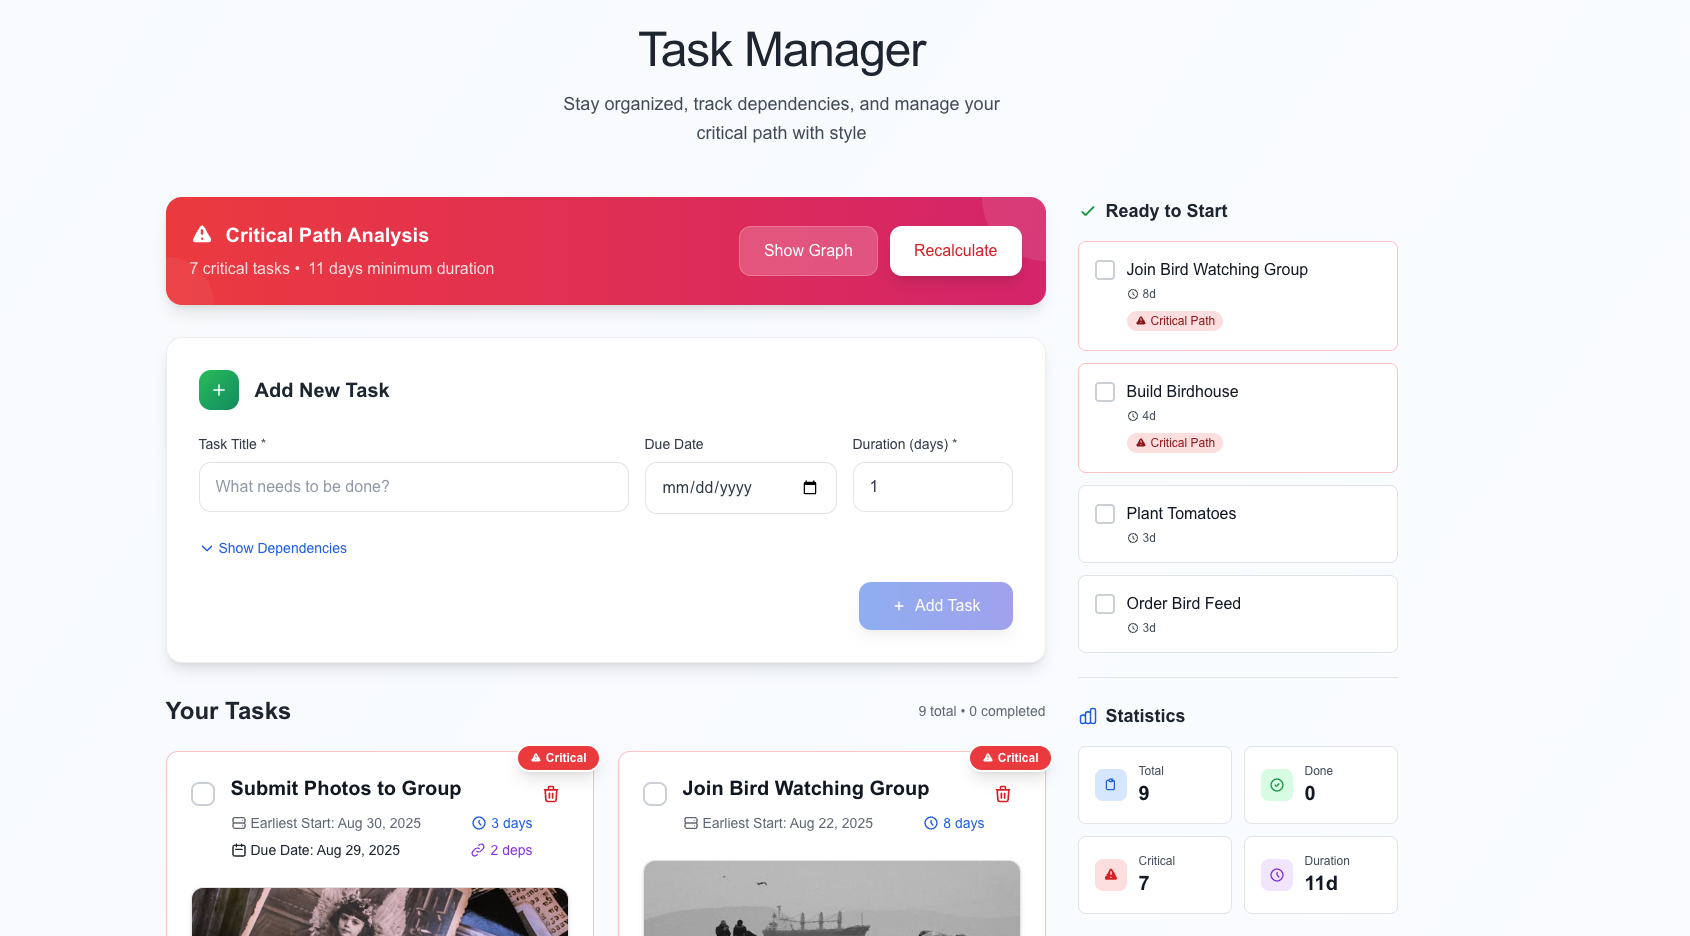 Task Manager
Stay organized, track dependencies, and manage your
critical path with style
Critical Path Analysis
7 critical tasks • 11 days minimum duration
Show Graph
Recalculate
Add New Task
Task Title *
What needs to be done?
Due Date
mm/dd/yyyy
Duration (days) *
1
Show Dependencies
+ Add Task
Your Tasks
9 total • 0 completed
Critical
Submit Photos to Group
Earliest Start: Aug 30, 2025
3 days
Due Date: Aug 29, 2025
2 deps
Critical
Join Bird Watching Group
Earliest Start: Aug 22, 2025
8 days
Ready to Start
Join Bird Watching Group
8d
Critical Path
Build Birdhouse
4d
Critical Path
Plant Tomatoes
3d
Order Bird Feed
3d
Statistics
Total
9
Done
0
Critical
7
Duration
11d